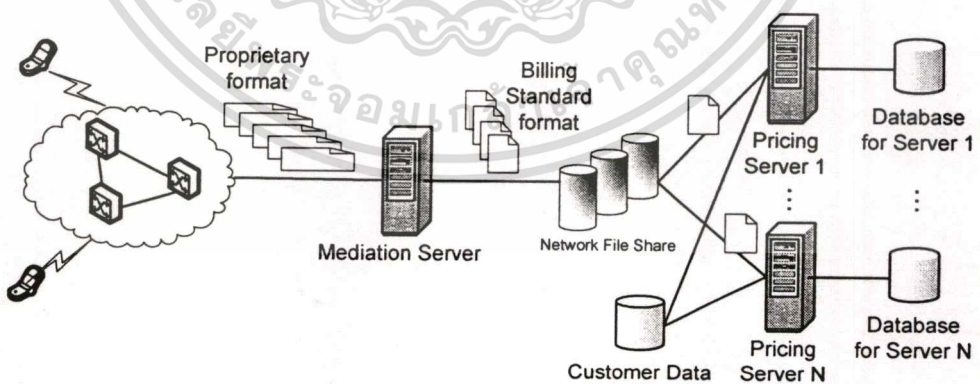 Proprietary
format
Billing
Standard
format
Mediation Server
Network File Share
Customer Data
Pricing
Server 1
Database
for Server 1
Pricing
Server N
Database
for Server N